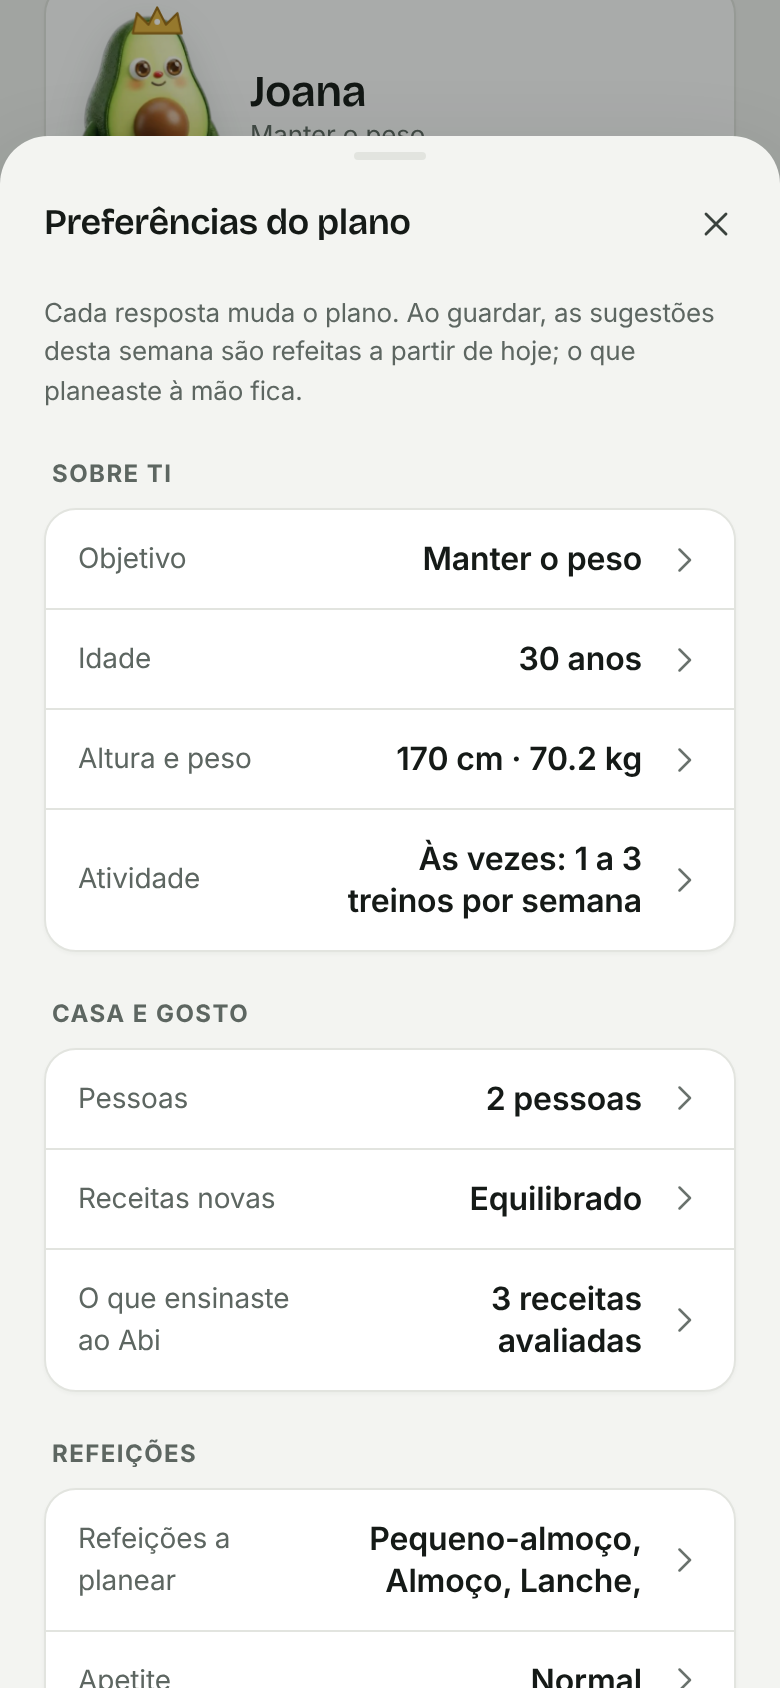 Joana
Manter o peso
Preferências do plano
Cada resposta muda o plano. Ao guardar, as sugestões
desta semana são refeitas a partir de hoje; o que
planeaste à mão fica.
SOBRE TI
Objetivo Manter o peso
Idade 30 anos
Altura e peso 170 cm · 70.2 kg
Atividade Às vezes: 1 a 3
treinos por semana
CASA E GOSTO
Pessoas 2 pessoas
Receitas novas Equilibrado
O que ensinaste
ao Abi
3 receitas
avaliadas
REFEIÇÕES
Refeições a
planear
Pequeno-almoço,
Almoço, Lanche,
Apetite Normal